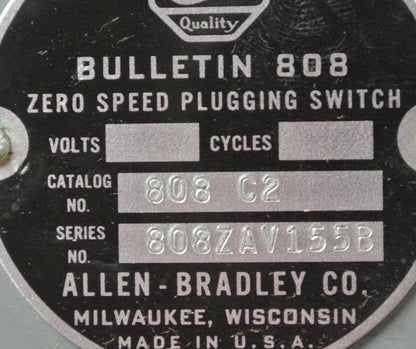 Quality
BULLETIN 808
ZERO SPEED PLUGGING SWITCH
VOLTS CYCLES
CATALOG NO. 808 C2
SERIES NO. 808ZAV155B
ALLEN-BRADLEY CO.
MILWAUKEE, WISCONSIN
MADE IN U.S.A.